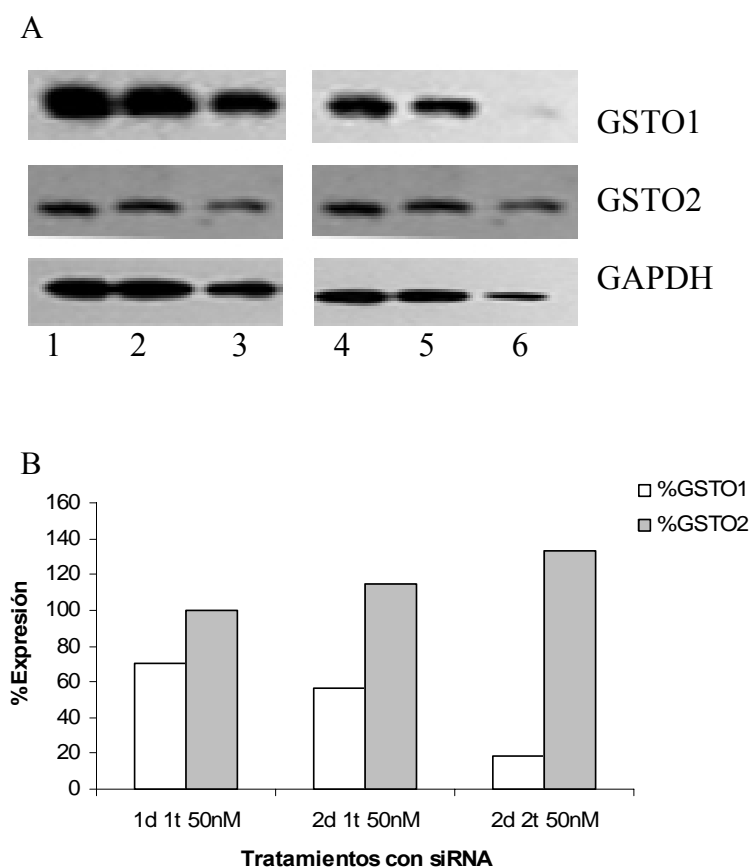 A
GSTO1
GSTO2
GAPDH
1 2 3 4 5 6
B
%GSTO1
%GSTO2
160
140
120
100
80
60
40
20
0
%Expresión
1d 1t 50nM 2d 1t 50nM 2d 2t 50nM
Tratamientos con siRNA